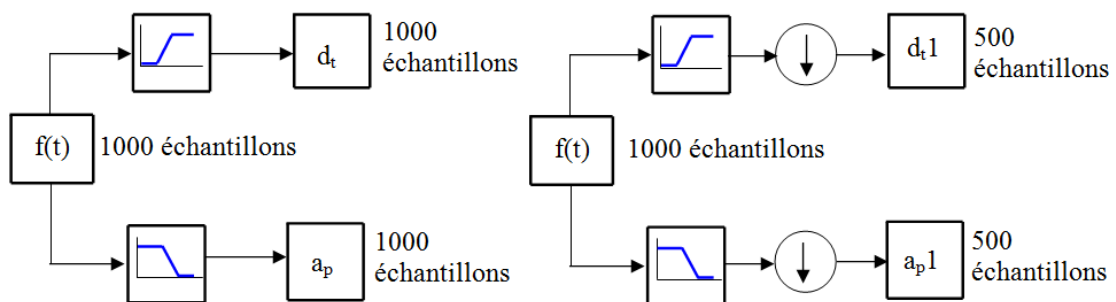 1000
échantillons
dt
f(t)
1000 échantillons
1000
échantillons
ap
500
échantillons
dt1
f(t)
1000 échantillons
500
échantillons
ap1